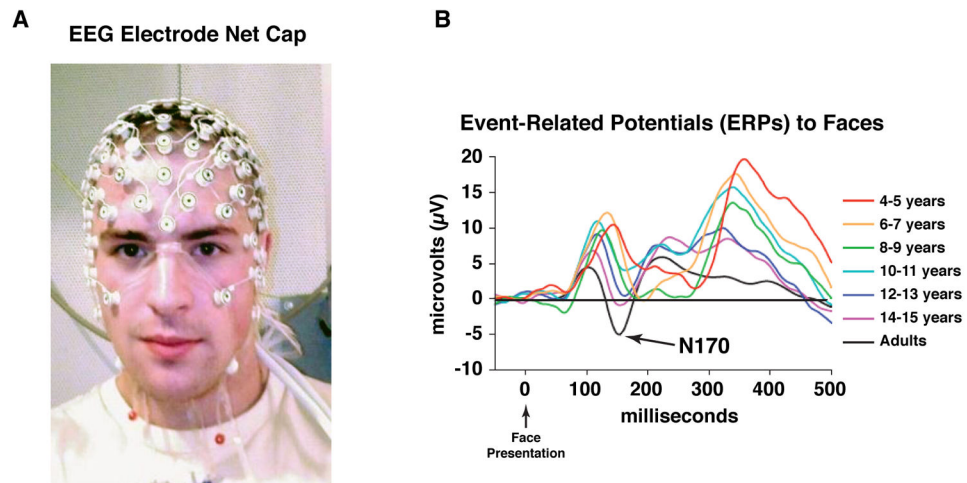 A
EEG Electrode Net Cap
B
Event-Related Potentials (ERPs) to Faces
microvolts (µV)
20
15
10
5
0
-5
-10
N170
0
100
200
300
400
500
milliseconds
Face
Presentation
4-5 years
6-7 years
8-9 years
10-11 years
12-13 years
14-15 years
Adults